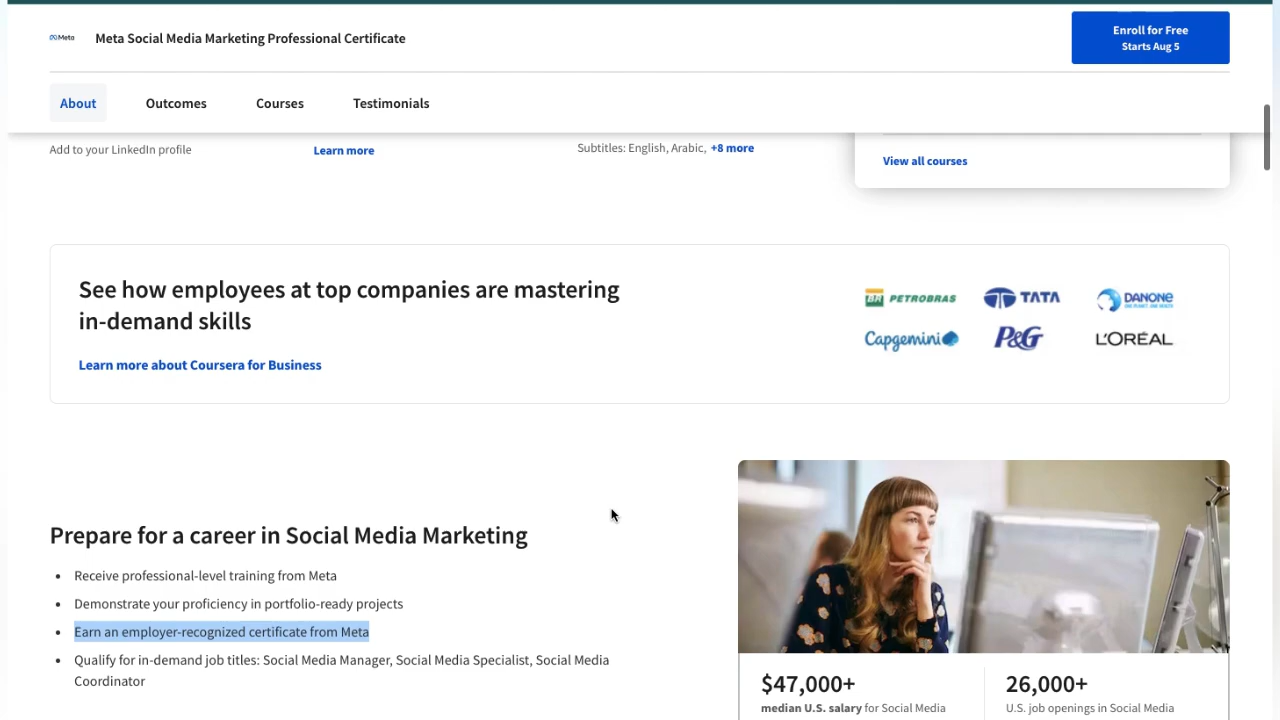 Meta
Meta Social Media Marketing Professional Certificate
Enroll for Free
Starts Aug 5
About
Outcomes
Courses
Testimonials
Add to your LinkedIn profile
Learn more
Subtitles: English, Arabic, +8 more
View all courses
See how employees at top companies are mastering
in-demand skills
Learn more about Coursera for Business
BR PETROBRAS
TATA
DANONE
Capgemini
P&G
L'ORÉAL
Prepare for a career in Social Media Marketing
• Receive professional-level training from Meta
• Demonstrate your proficiency in portfolio-ready projects
• Earn an employer-recognized certificate from Meta
• Qualify for in-demand job titles: Social Media Manager, Social Media Specialist, Social Media
Coordinator
$47,000+
median U.S. salary for Social Media
26,000+
U.S. job openings in Social Media